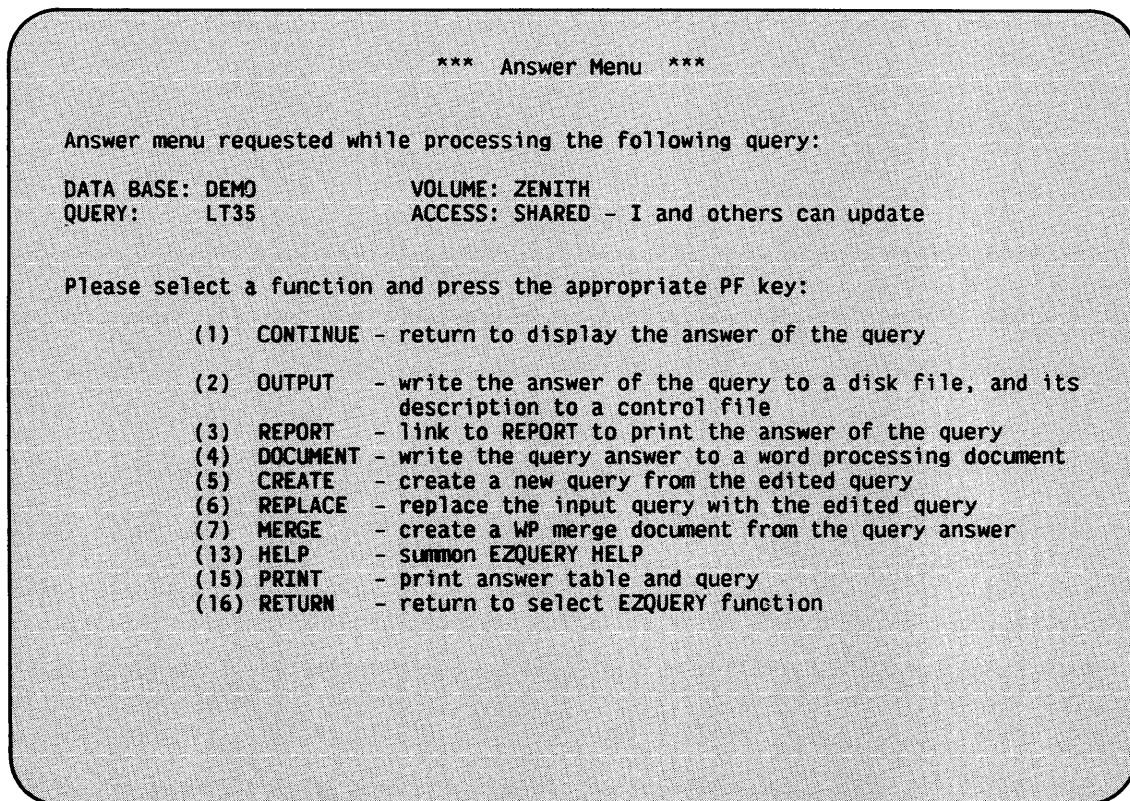 *** Answer Menu ***
Answer menu requested while processing the following query:
DATA BASE: DEMO VOLUME: ZENITH
QUERY: LT35 ACCESS: SHARED - I and others can update
Please select a function and press the appropriate PF key:
(1) CONTINUE - return to display the answer of the query
(2) OUTPUT - write the answer of the query to a disk file, and its
description to a control file
(3) REPORT - link to REPORT to print the answer of the query
(4) DOCUMENT - write the query answer to a word processing document
(5) CREATE - create a new query from the edited query
(6) REPLACE - replace the input query with the edited query
(7) MERGE - create a WP merge document from the query answer
(13) HELP - summon EZQUERY HELP
(15) PRINT - print answer table and query
(16) RETURN - return to select EZQUERY function